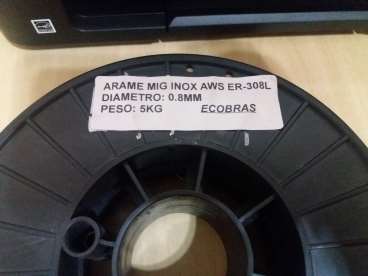 ARAME MIG INOX AWS ER-308L
DIAMETRO: 0.8MM
PESO: 5KG ECOBRAS